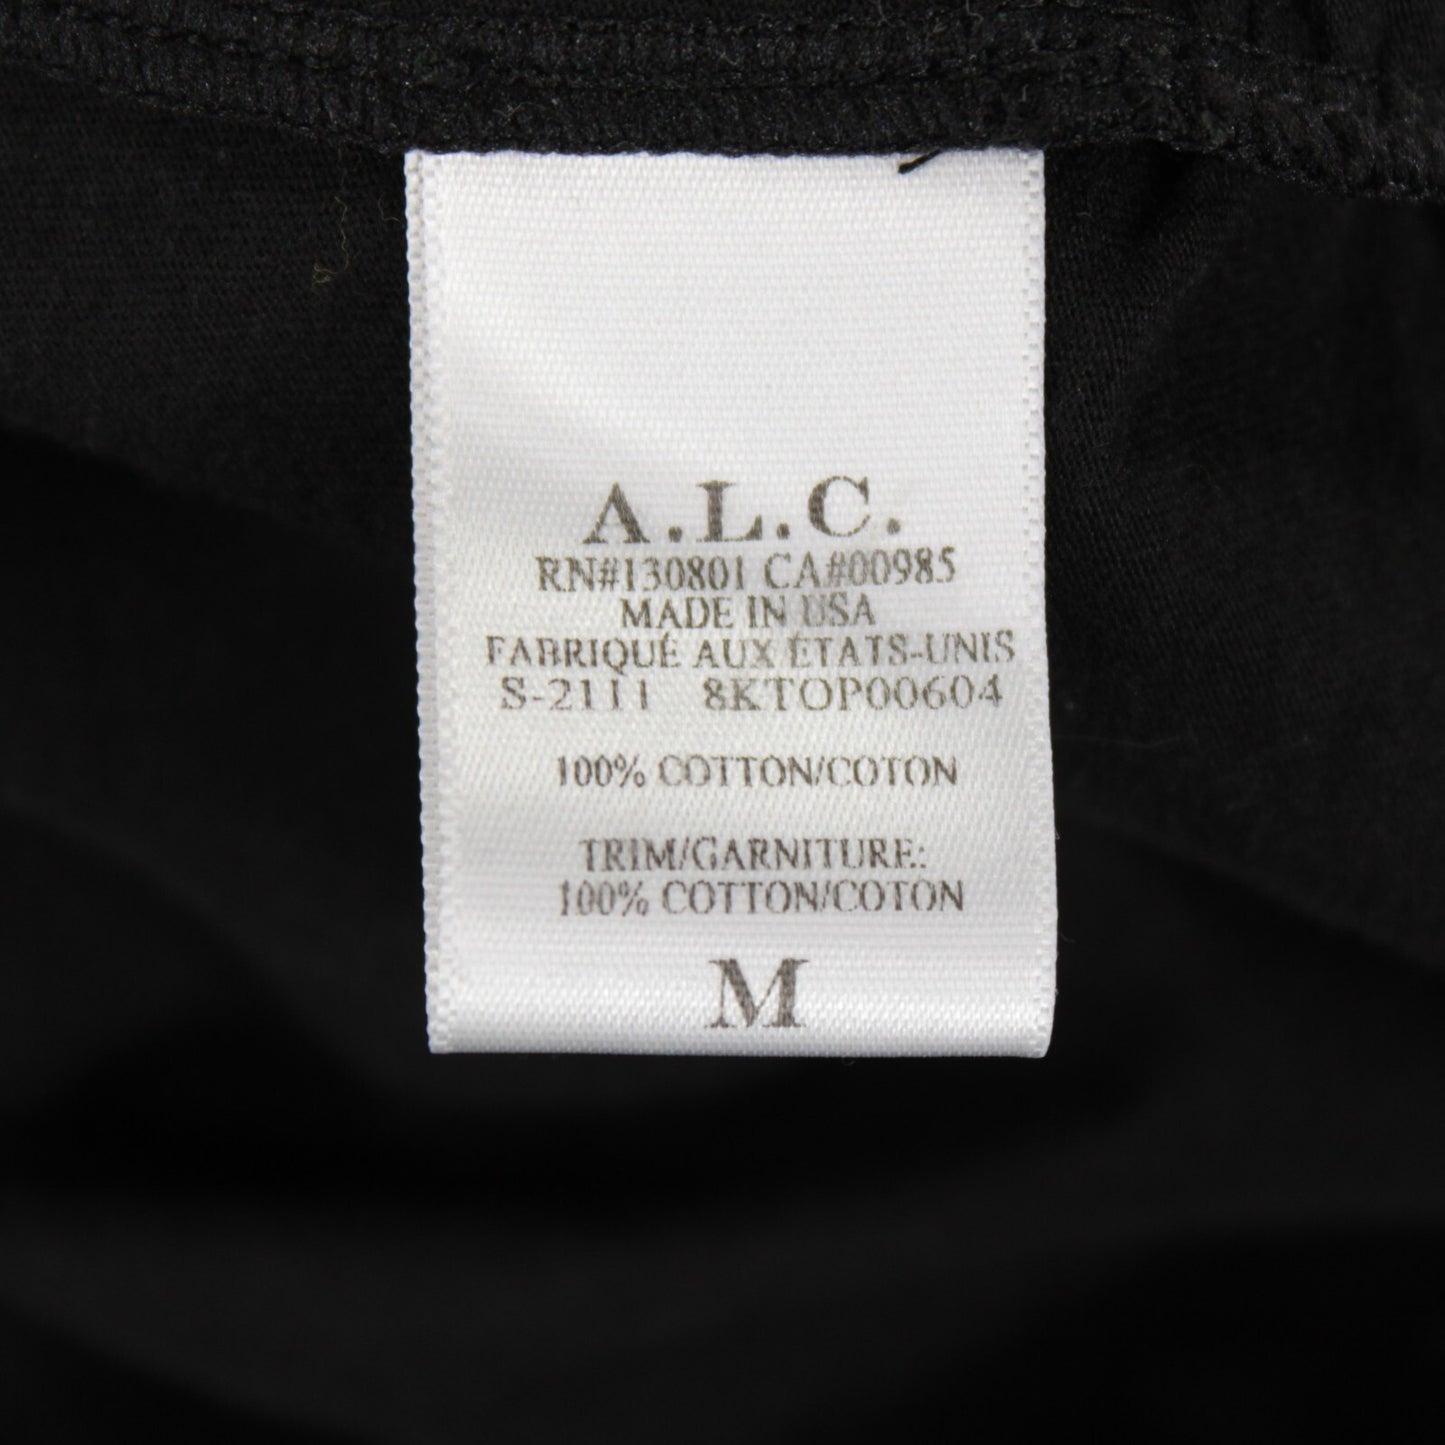 A.L.C.
RN#130801 CA#00985
MADE IN USA
FABRIQUÉ AUX ÉTATS-UNIS
S-2111 8KTOP00604
100% COTTON/COTON
TRIM/GARNITURE:
100% COTTON/COTON
M